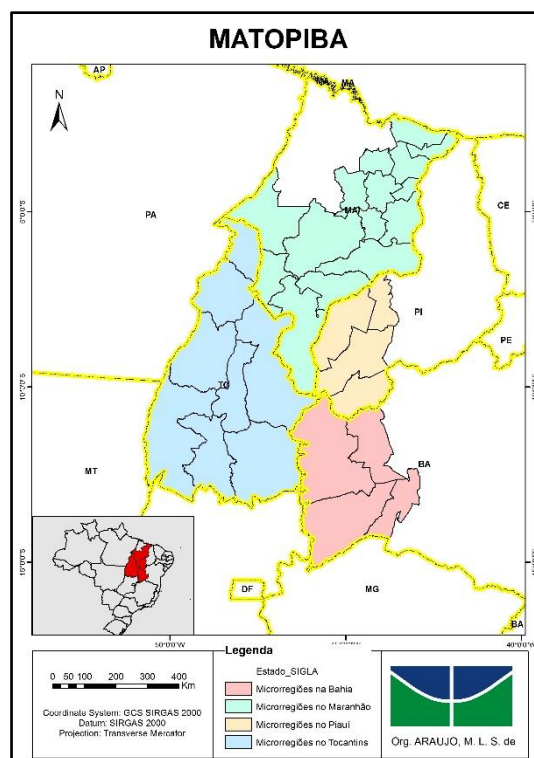 MATOPIBA
AP
MA
N
MA
PA
CE
PI
PE
TO
MT
BA
DF
MG
BA
50°0'0"W
40°0'0"W
0 50 100 200 300 400
Km
Coordinate System: GCS SIRGAS 2000
Datum: SIRGAS 2000
Projection: Transverse Mercator
Legenda
Estado_SIGLA
Microrregiões na Bahia
Microrregiões no Maranhão
Microrregiões no Piauí
Microrregiões no Tocantins
Org. ARAUJO, M. L. S. de